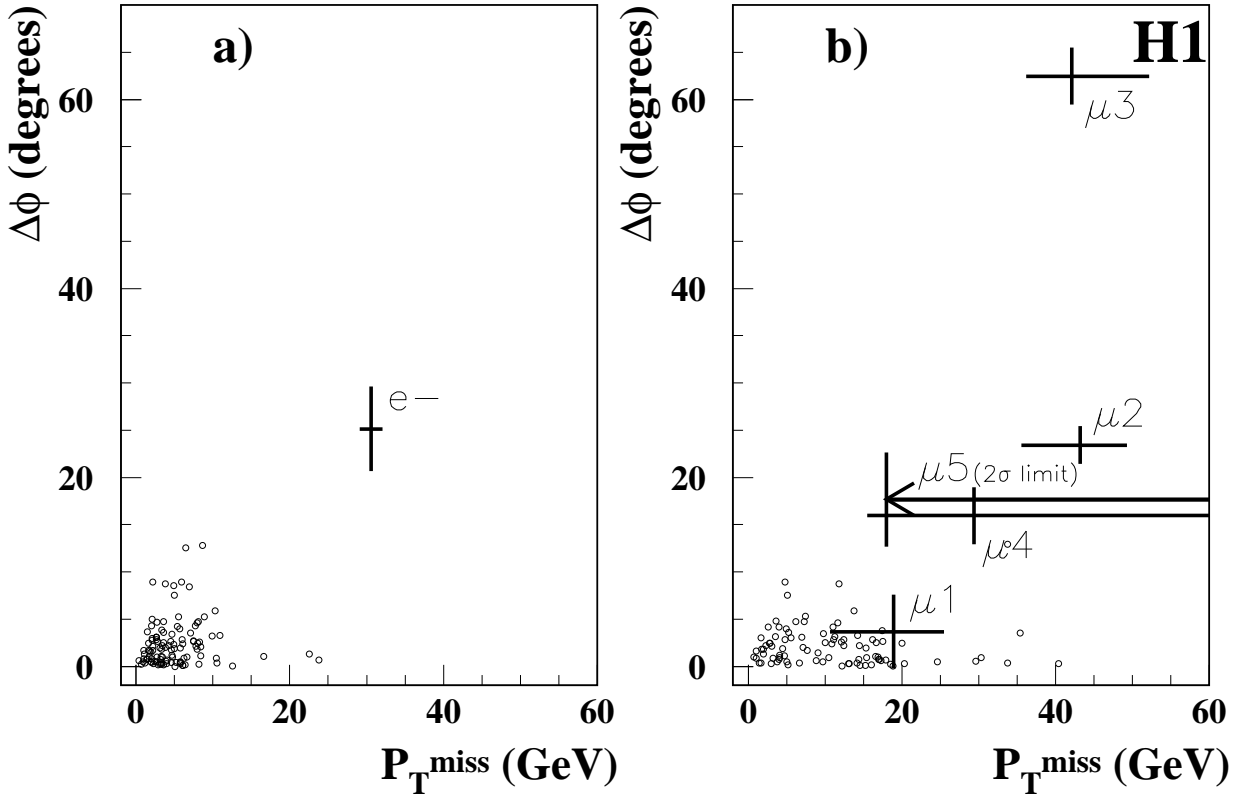 a)
Δϕ (degrees)
60
40
20
0
e−
0 20 40 60
P_T^miss (GeV)
b)
H1
Δϕ (degrees)
60
40
20
0
μ3
μ2
μ5 (2σ limit)
μ4
μ1
0 20 40 60
P_T^miss (GeV)